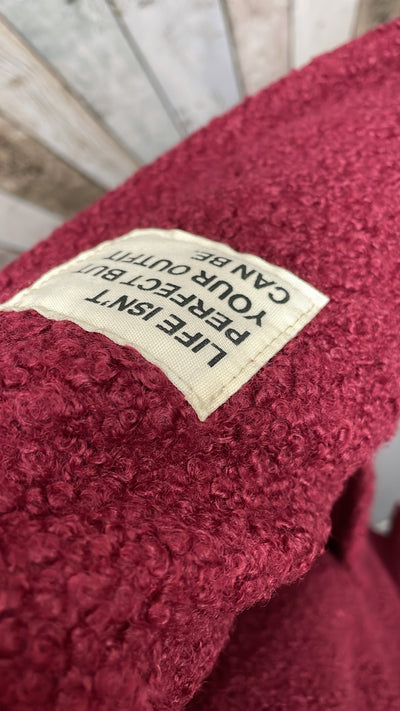 LIFE ISN'T
PERFECT BUT
YOUR OUTFIT
CAN BE.